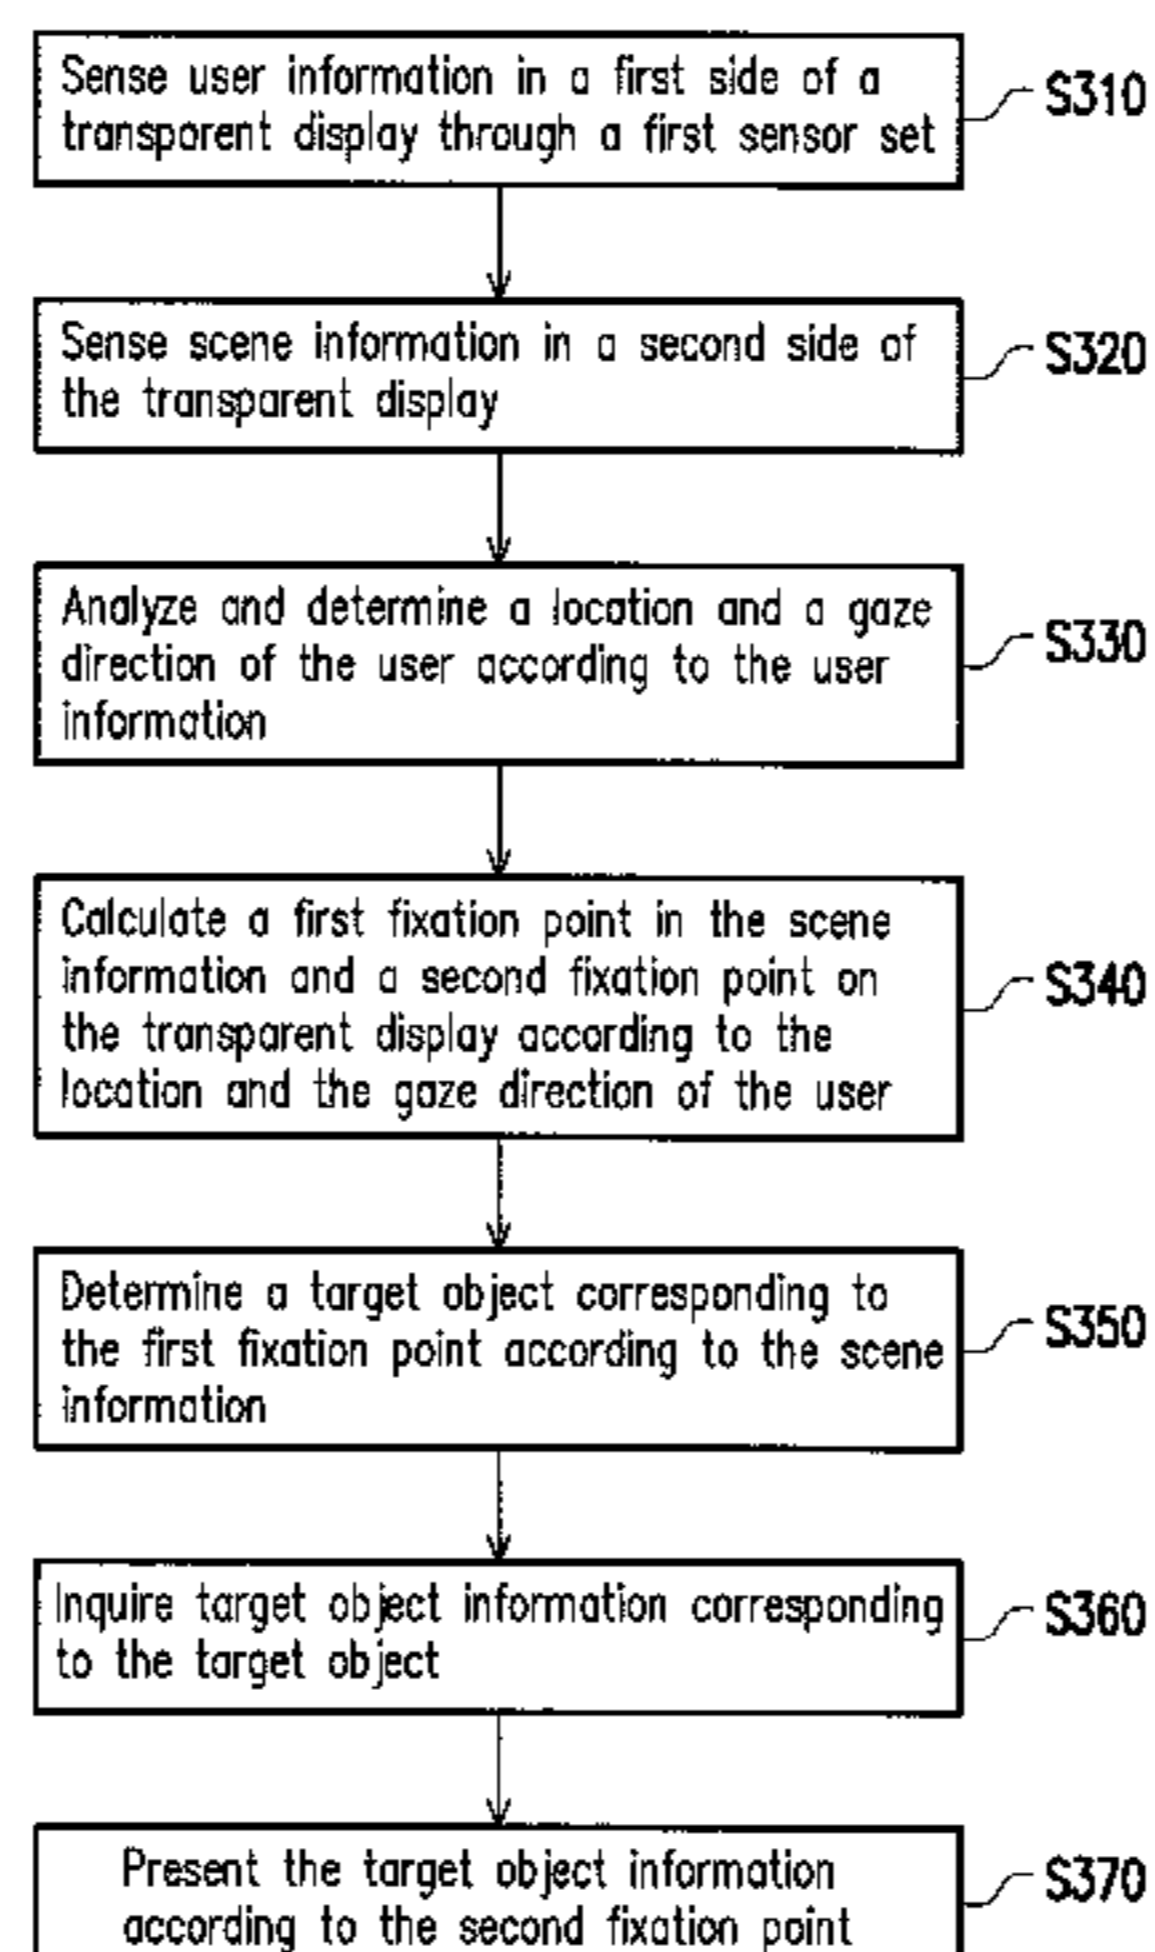 Sense user information in a first side of a
transparent display through a first sensor set
S310
Sense scene information in a second side of
the transparent display
S320
Analyze and determine a location and a gaze
direction of the user according to the user
information
S330
Calculate a first fixation point in the scene
information and a second fixation point on
the transparent display according to the
location and the gaze direction of the user
S340
Determine a target object corresponding to
the first fixation point according to the scene
information
S350
Inquire target object information corresponding
to the target object
S360
Present the target object information
according to the second fixation point
S370